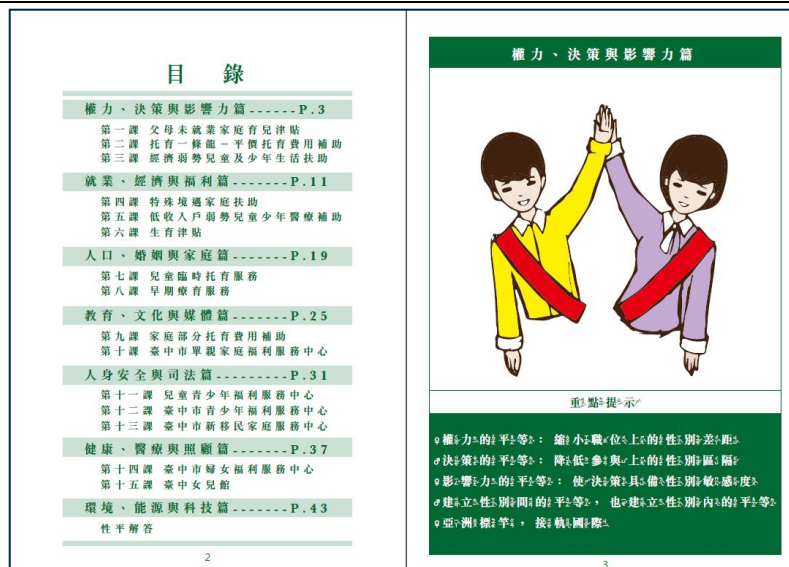 目 錄
權力、決策與影響力篇------P.3
第一課 父母未就業家庭育兒津貼
第二課 托育一條龍－平價托育費用補助
第三課 經濟弱勢兒童及少年生活扶助
就業、經濟與福利篇-------P.11
第四課 特殊境遇家庭扶助
第五課 低收入戶弱勢兒童少年醫療補助
第六課 生育津貼
人口、婚姻與家庭篇-------P.19
第七課 兒童臨時托育服務
第八課 早期療育服務
教育、文化與媒體篇-------P.25
第九課 家庭部分托育費用補助
第十課 臺中市單親家庭福利服務中心
人身安全與司法篇---------P.31
第十一課 兒童青少年福利服務中心
第十二課 臺中市青少年福利服務中心
第十三課 臺中市新移民家庭服務中心
健康、醫療與照顧篇-------P.37
第十四課 臺中市婦女福利服務中心
第十五課 臺中女兒館
環境、能源與科技篇-------P.43
性平解答
2
權力、決策與影響力篇
重點提示
♀權力的平等：縮小職位上的性別差距
♂決策的平等：降低參與上的性別區隔
♀影響力的平等：使決策具備性別敏感度
♂建立性別間的平等，也建立性別內的平等
♀亞洲標竿，接軌國際
3